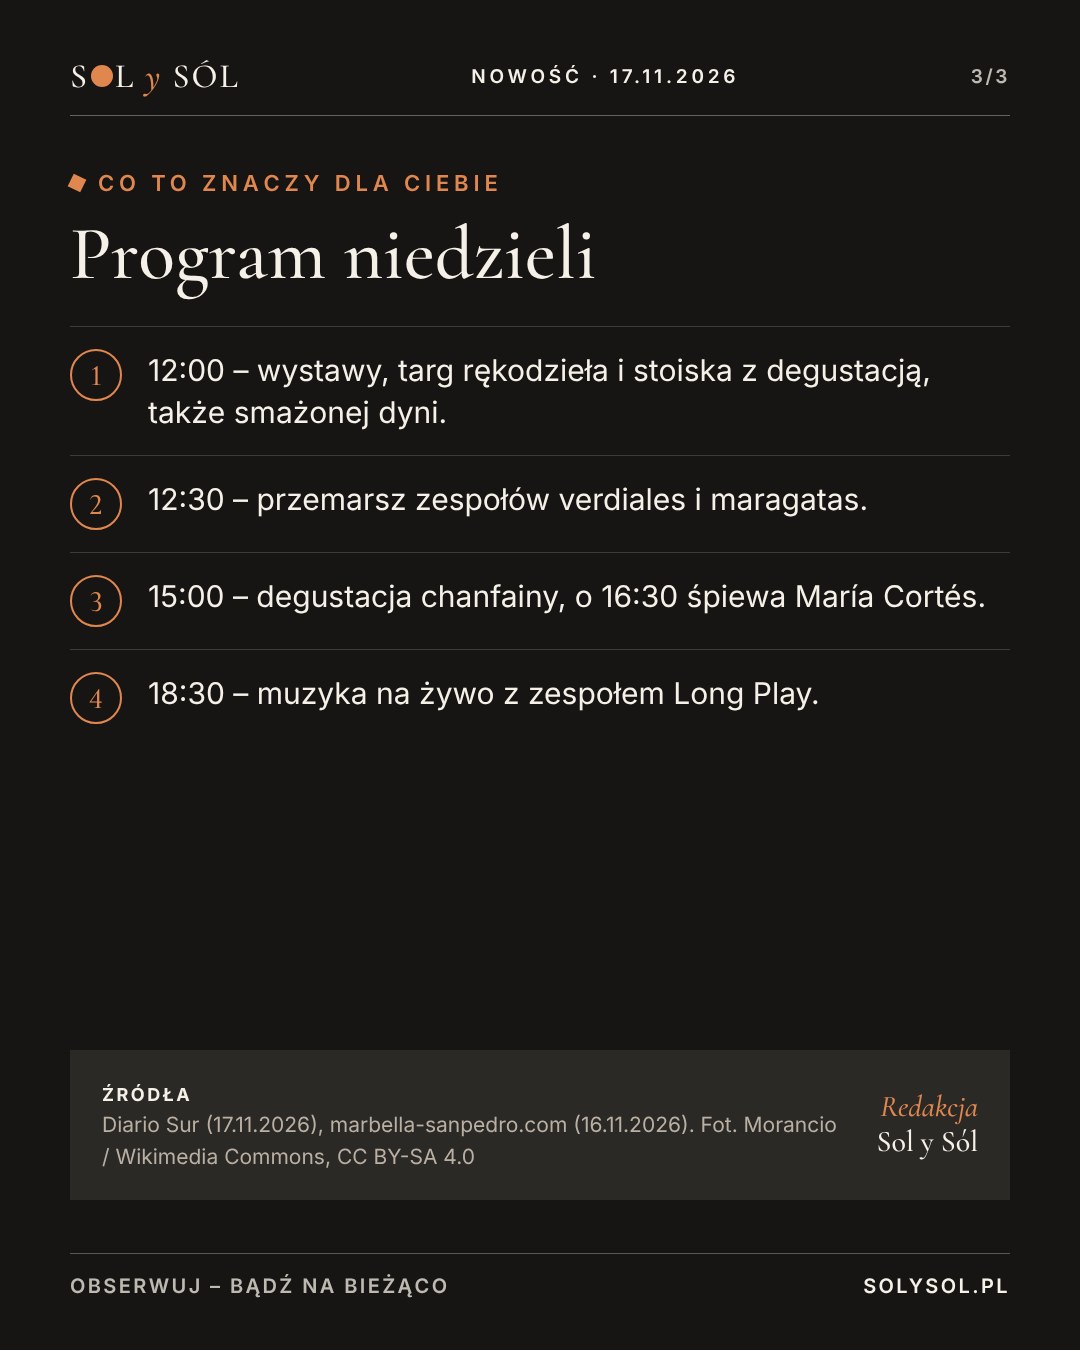 SOL y SÓL
NOWOŚĆ · 17.11.2026
3/3
CO TO ZNACZY DLA CIEBIE
Program niedzieli
1
12:00 – wystawy, targ rękodzieła i stoiska z degustacją,
także smażonej dyni.
2
12:30 – przemarsz zespołów verdiales i maragatas.
3
15:00 – degustacja chanfainy, o 16:30 śpiewa María Cortés.
4
18:30 – muzyka na żywo z zespołem Long Play.
ŹRÓDŁA
Diario Sur (17.11.2026), marbella-sanpedro.com (16.11.2026). Fot. Morancio
/ Wikimedia Commons, CC BY-SA 4.0
Redakcja
Sol y Sól
OBSERWUJ – BĄDŹ NA BIEŻĄCO
SOLYSOL.PL